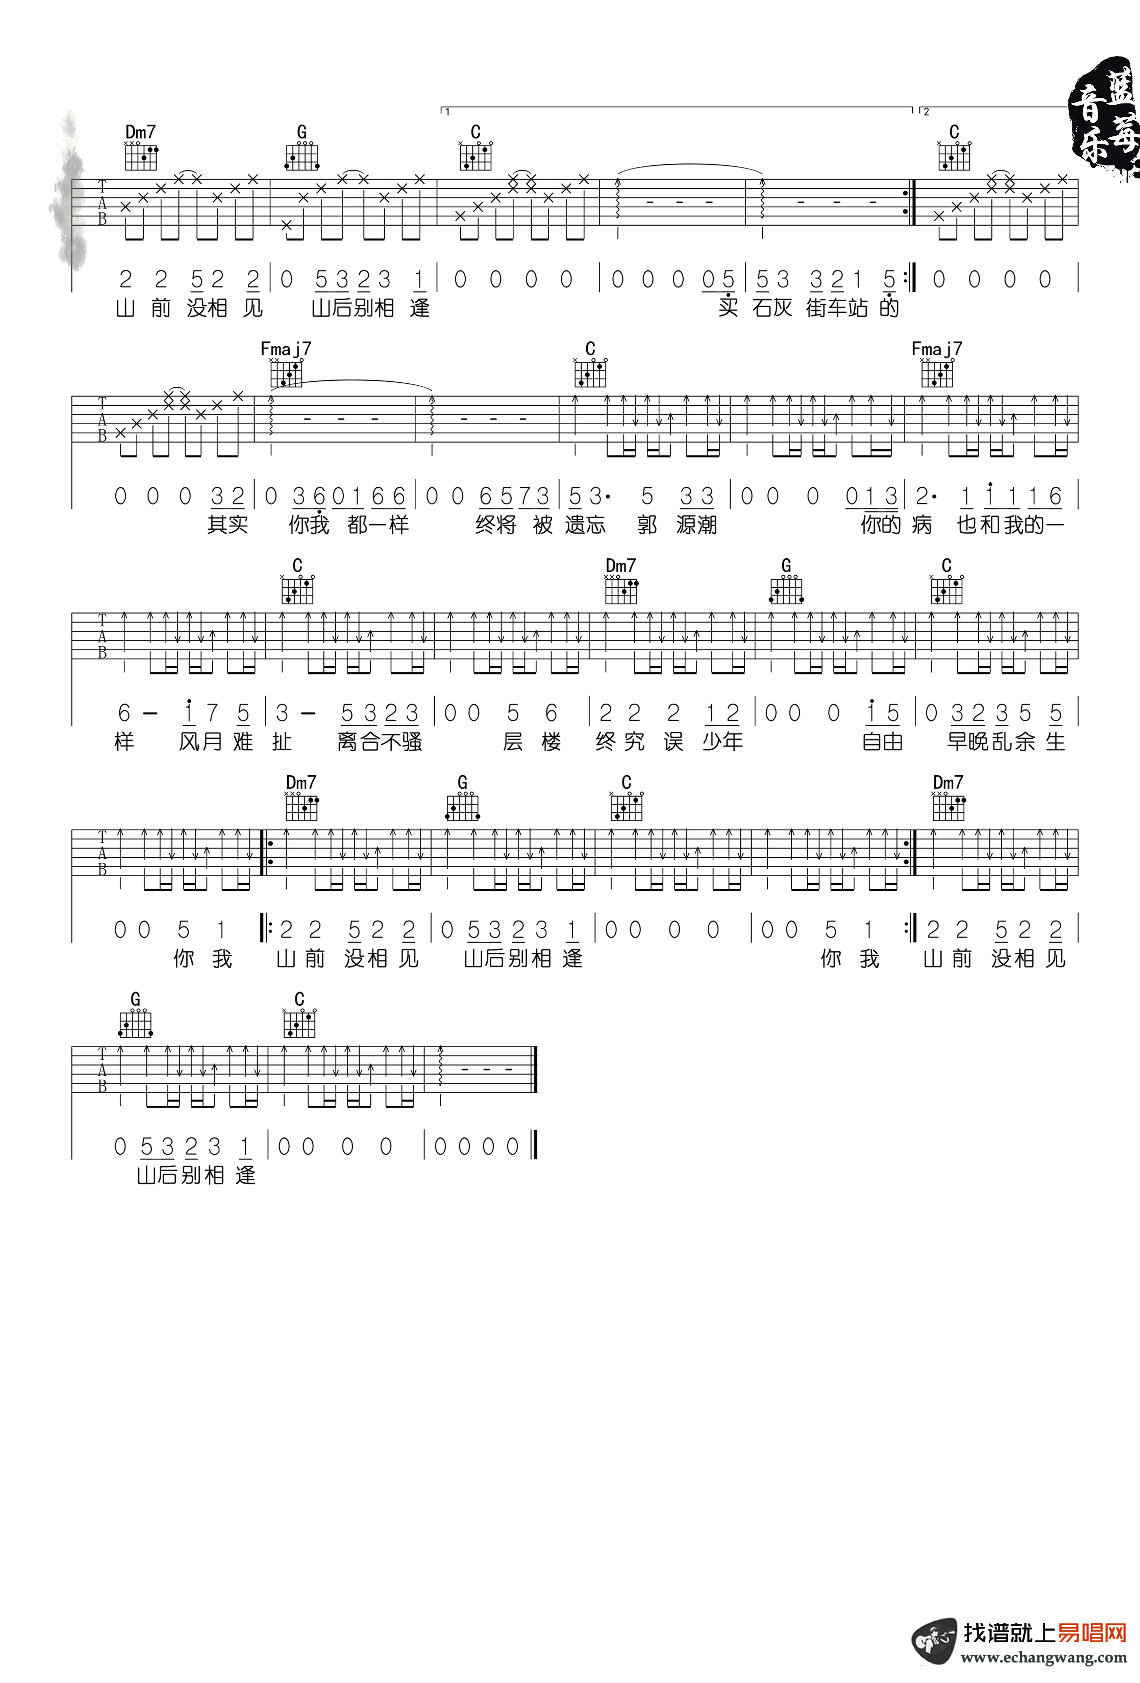 蓝莓
音乐
1 2
Dm7 G C C
T A B
2 2 5 2 2 0 5 3 2 3 1 0 0 0 0 0 0 0 0 5 5 3 3 2 1 5 0 0 0 0
山 前 没相 见 山后别相 逢 买 石灰 街车站 的
Fmaj7 C Fmaj7
T A B
0 0 0 3 2 0 3 6 0 1 6 6 0 0 6 5 7 3 5 3· 5 3 3 0 0 0 0 1 3 2· 1 1 1 1 6
其实 你我 都一样 终将 被 遗忘 郭 源潮 你的 病 也和我的一
C Dm7 G C
T A B
6 – 1 7 5 3 – 5 3 2 3 0 0 5 6 2 2 2 1 2 0 0 0 1 5 0 3 2 3 5 5
样 风月 难 扯 离合不骚 层 楼 终 究 误 少年 自由 早晚乱余 生
Dm7 G C Dm7
T A B
0 0 5 1 2 2 5 2 2 0 5 3 2 3 1 0 0 0 0 0 0 5 1 2 2 5 2 2
你 我 山 前 没相 见 山后别相 逢 你 我 山 前 没相 见
G C
T A B
0 5 3 2 3 1 0 0 0 0 0 0 0 0
山后别 相 逢
找谱就上易唱网
www.echangwang.com